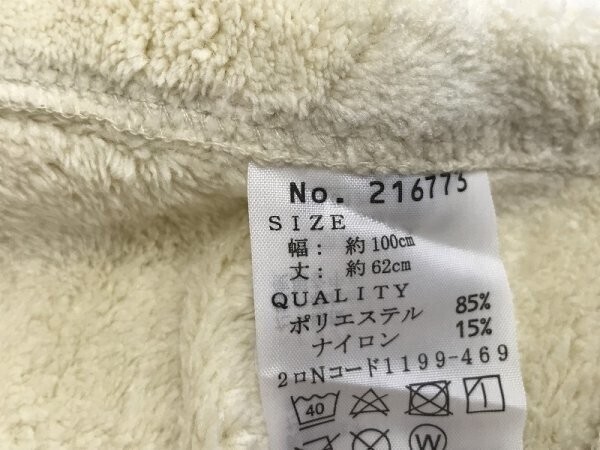 No. 216775
SIZE
幅： 約100cm
丈： 約62cm
QUALITY
ポリエステル 85%
ナイロン 15%
2ロNコード1199-469
40
W